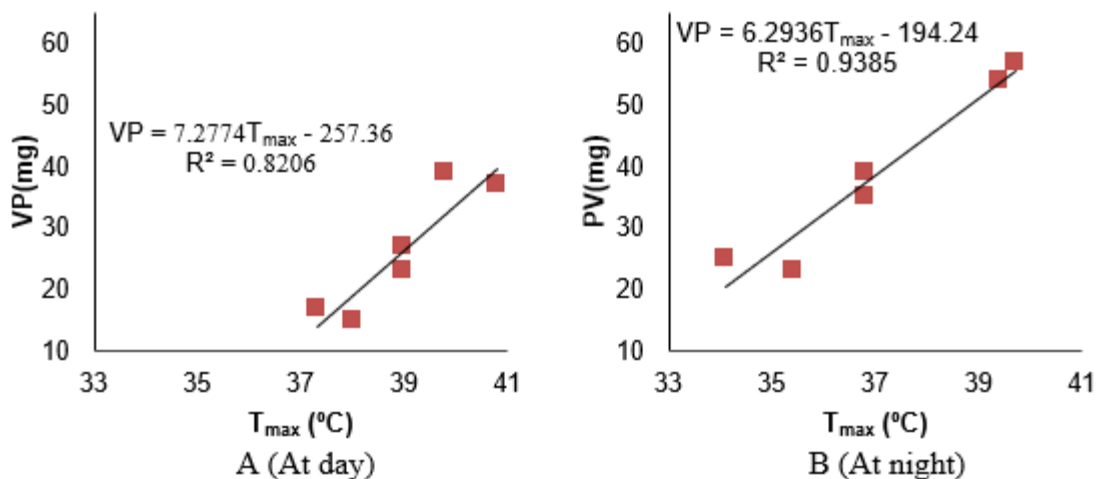 VP = 7.2774Tmax - 257.36
R² = 0.8206
VP(mg)
60
50
40
30
20
10
33 35 37 39 41
Tmax (⁰C)
A (At day)
VP = 6.2936Tmax - 194.24
R² = 0.9385
PV(mg)
60
50
40
30
20
10
33 35 37 39 41
Tmax (⁰C)
B (At night)